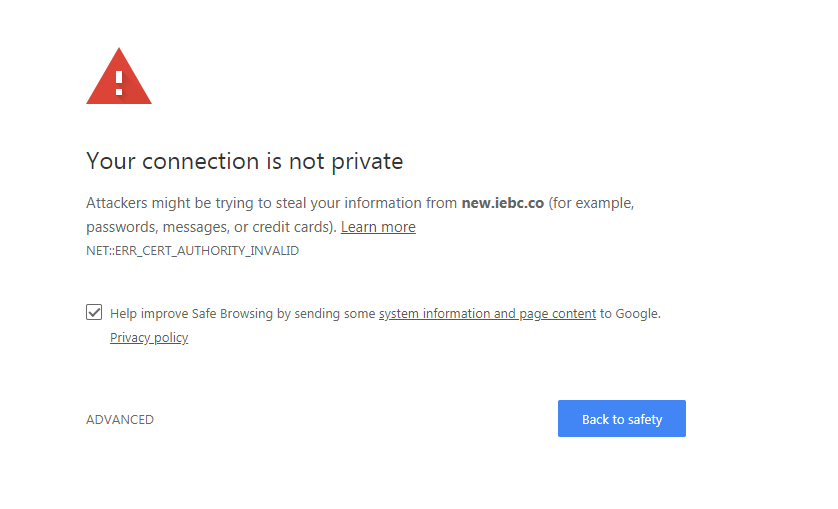 Your connection is not private
Attackers might be trying to steal your information from new.iebc.co (for example,
passwords, messages, or credit cards). Learn more
NET::ERR_CERT_AUTHORITY_INVALID
Help improve Safe Browsing by sending some system information and page content to Google.
Privacy policy
ADVANCED
Back to safety